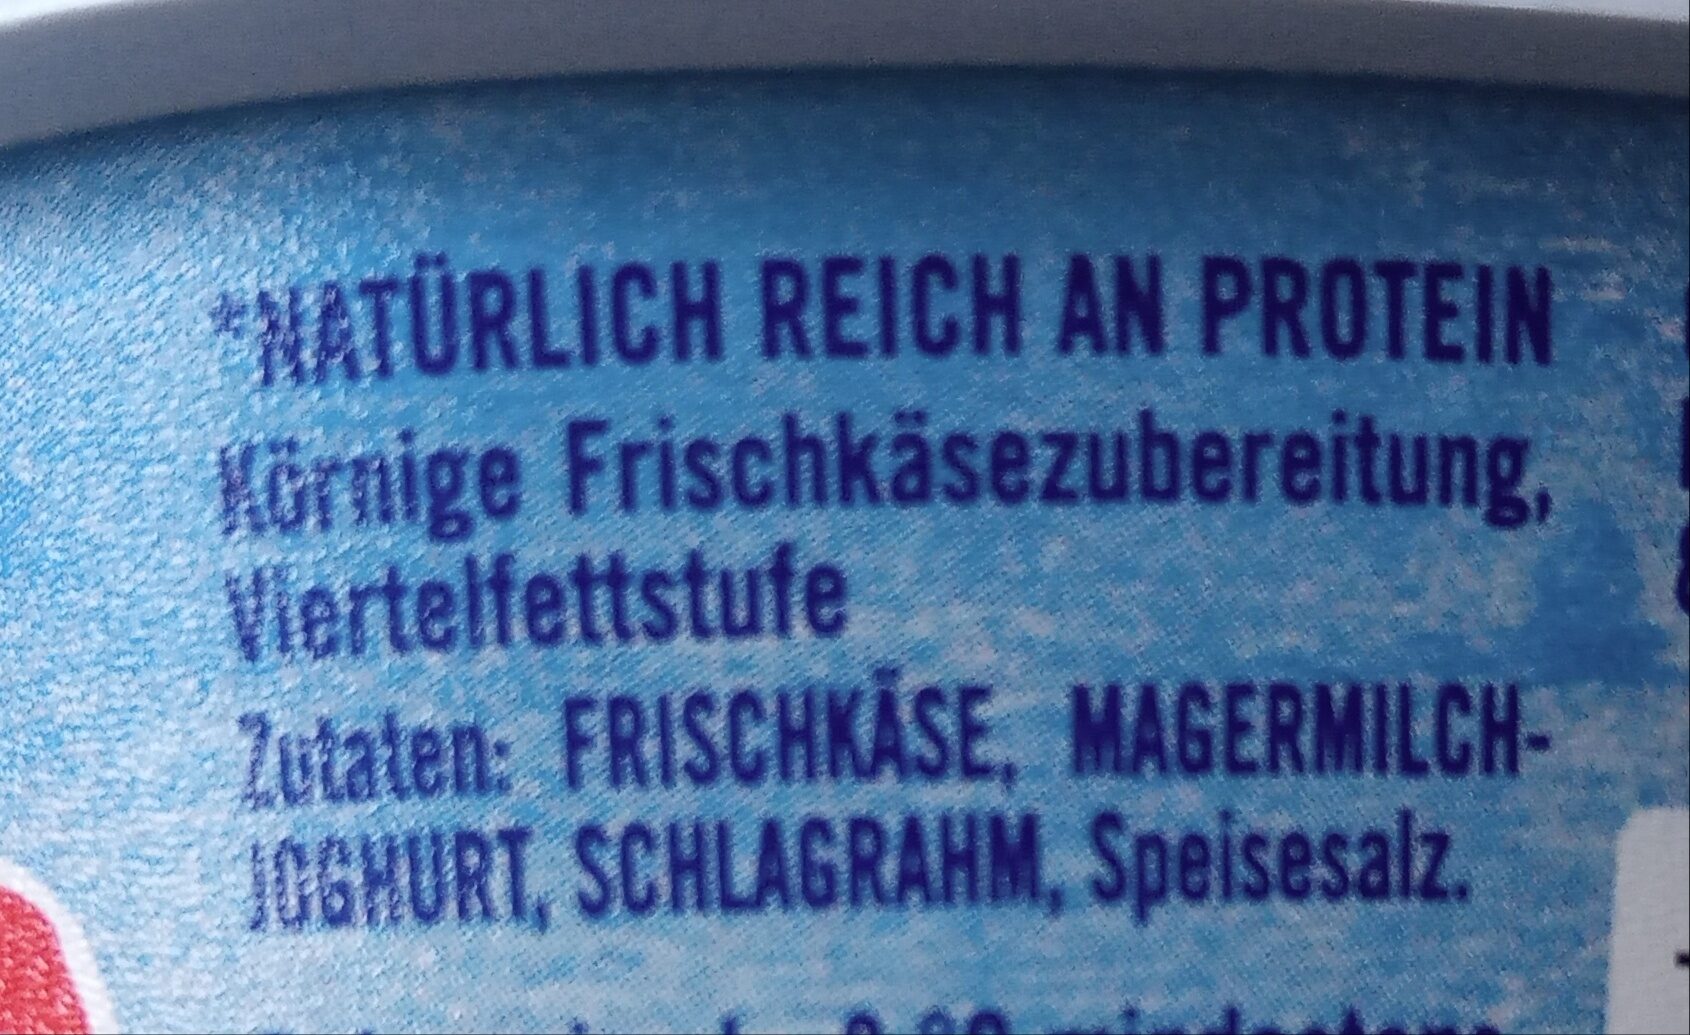 *NATÜRLICH REICH AN PROTEIN
Körnige Frischkäsezubereitung,
Viertelfettstufe
Zutaten: FRISCHKÄSE, MAGERMILCH-
JOGHURT, SCHLAGRAHM, Speisesalz.